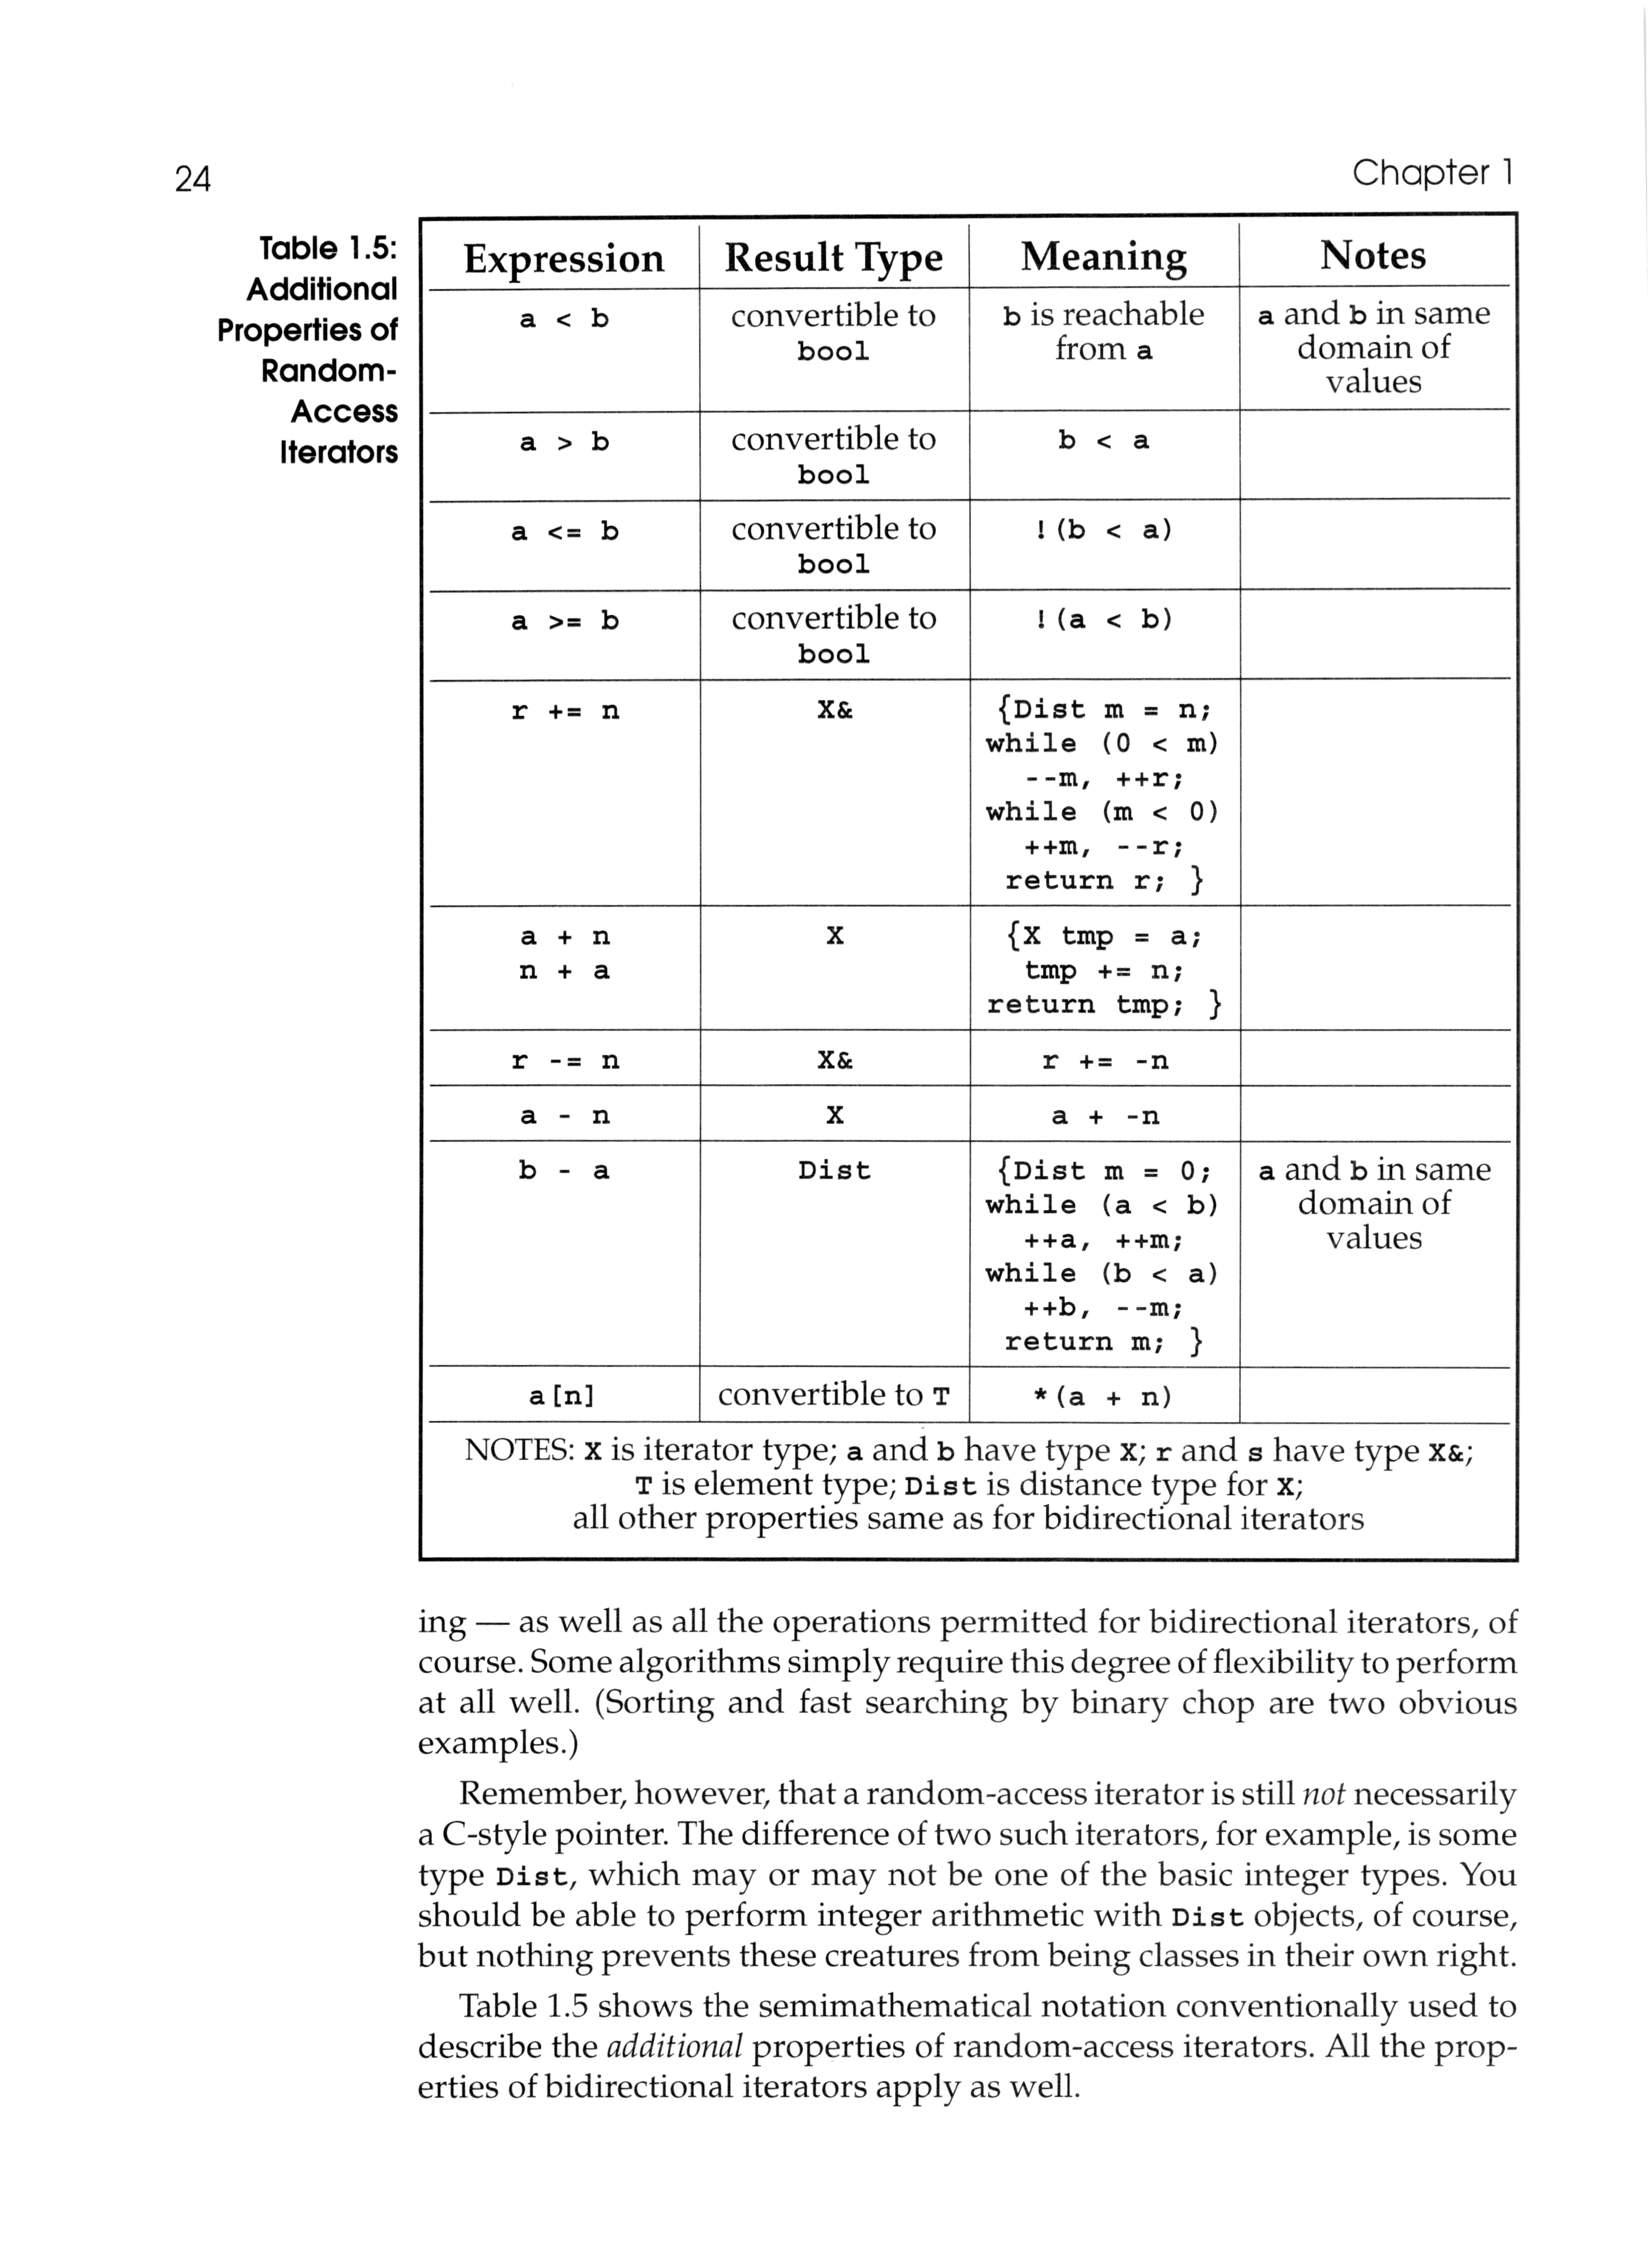 24
Chapter 1
Table 1.5:
Additional
Properties of
Random-
Access
Iterators
Expression Result Type Meaning Notes
a < b convertible to bool b is reachable from a a and b in same domain of values
a > b convertible to bool b < a
a <= b convertible to bool !(b < a)
a >= b convertible to bool !(a < b)
r += n X& {Dist m = n;
while (0 < m)
--m, ++r;
while (m < 0)
++m, --r;
return r; }
a + n X {X tmp = a;
n + a tmp += n;
return tmp; }
r -= n X& r += -n
a - n X a + -n
b - a Dist {Dist m = 0; a and b in same
while (a < b) domain of
++a, ++m; values
while (b < a)
++b, --m;
return m; }
a[n] convertible to T *(a + n)
NOTES: X is iterator type; a and b have type X; r and s have type X&;
T is element type; Dist is distance type for X;
all other properties same as for bidirectional iterators
ing — as well as all the operations permitted for bidirectional iterators, of
course. Some algorithms simply require this degree of flexibility to perform
at all well. (Sorting and fast searching by binary chop are two obvious
examples.)
Remember, however, that a random-access iterator is still not necessarily
a C-style pointer. The difference of two such iterators, for example, is some
type Dist, which may or may not be one of the basic integer types. You
should be able to perform integer arithmetic with Dist objects, of course,
but nothing prevents these creatures from being classes in their own right.
Table 1.5 shows the semimathematical notation conventionally used to
describe the additional properties of random-access iterators. All the prop-
erties of bidirectional iterators apply as well.